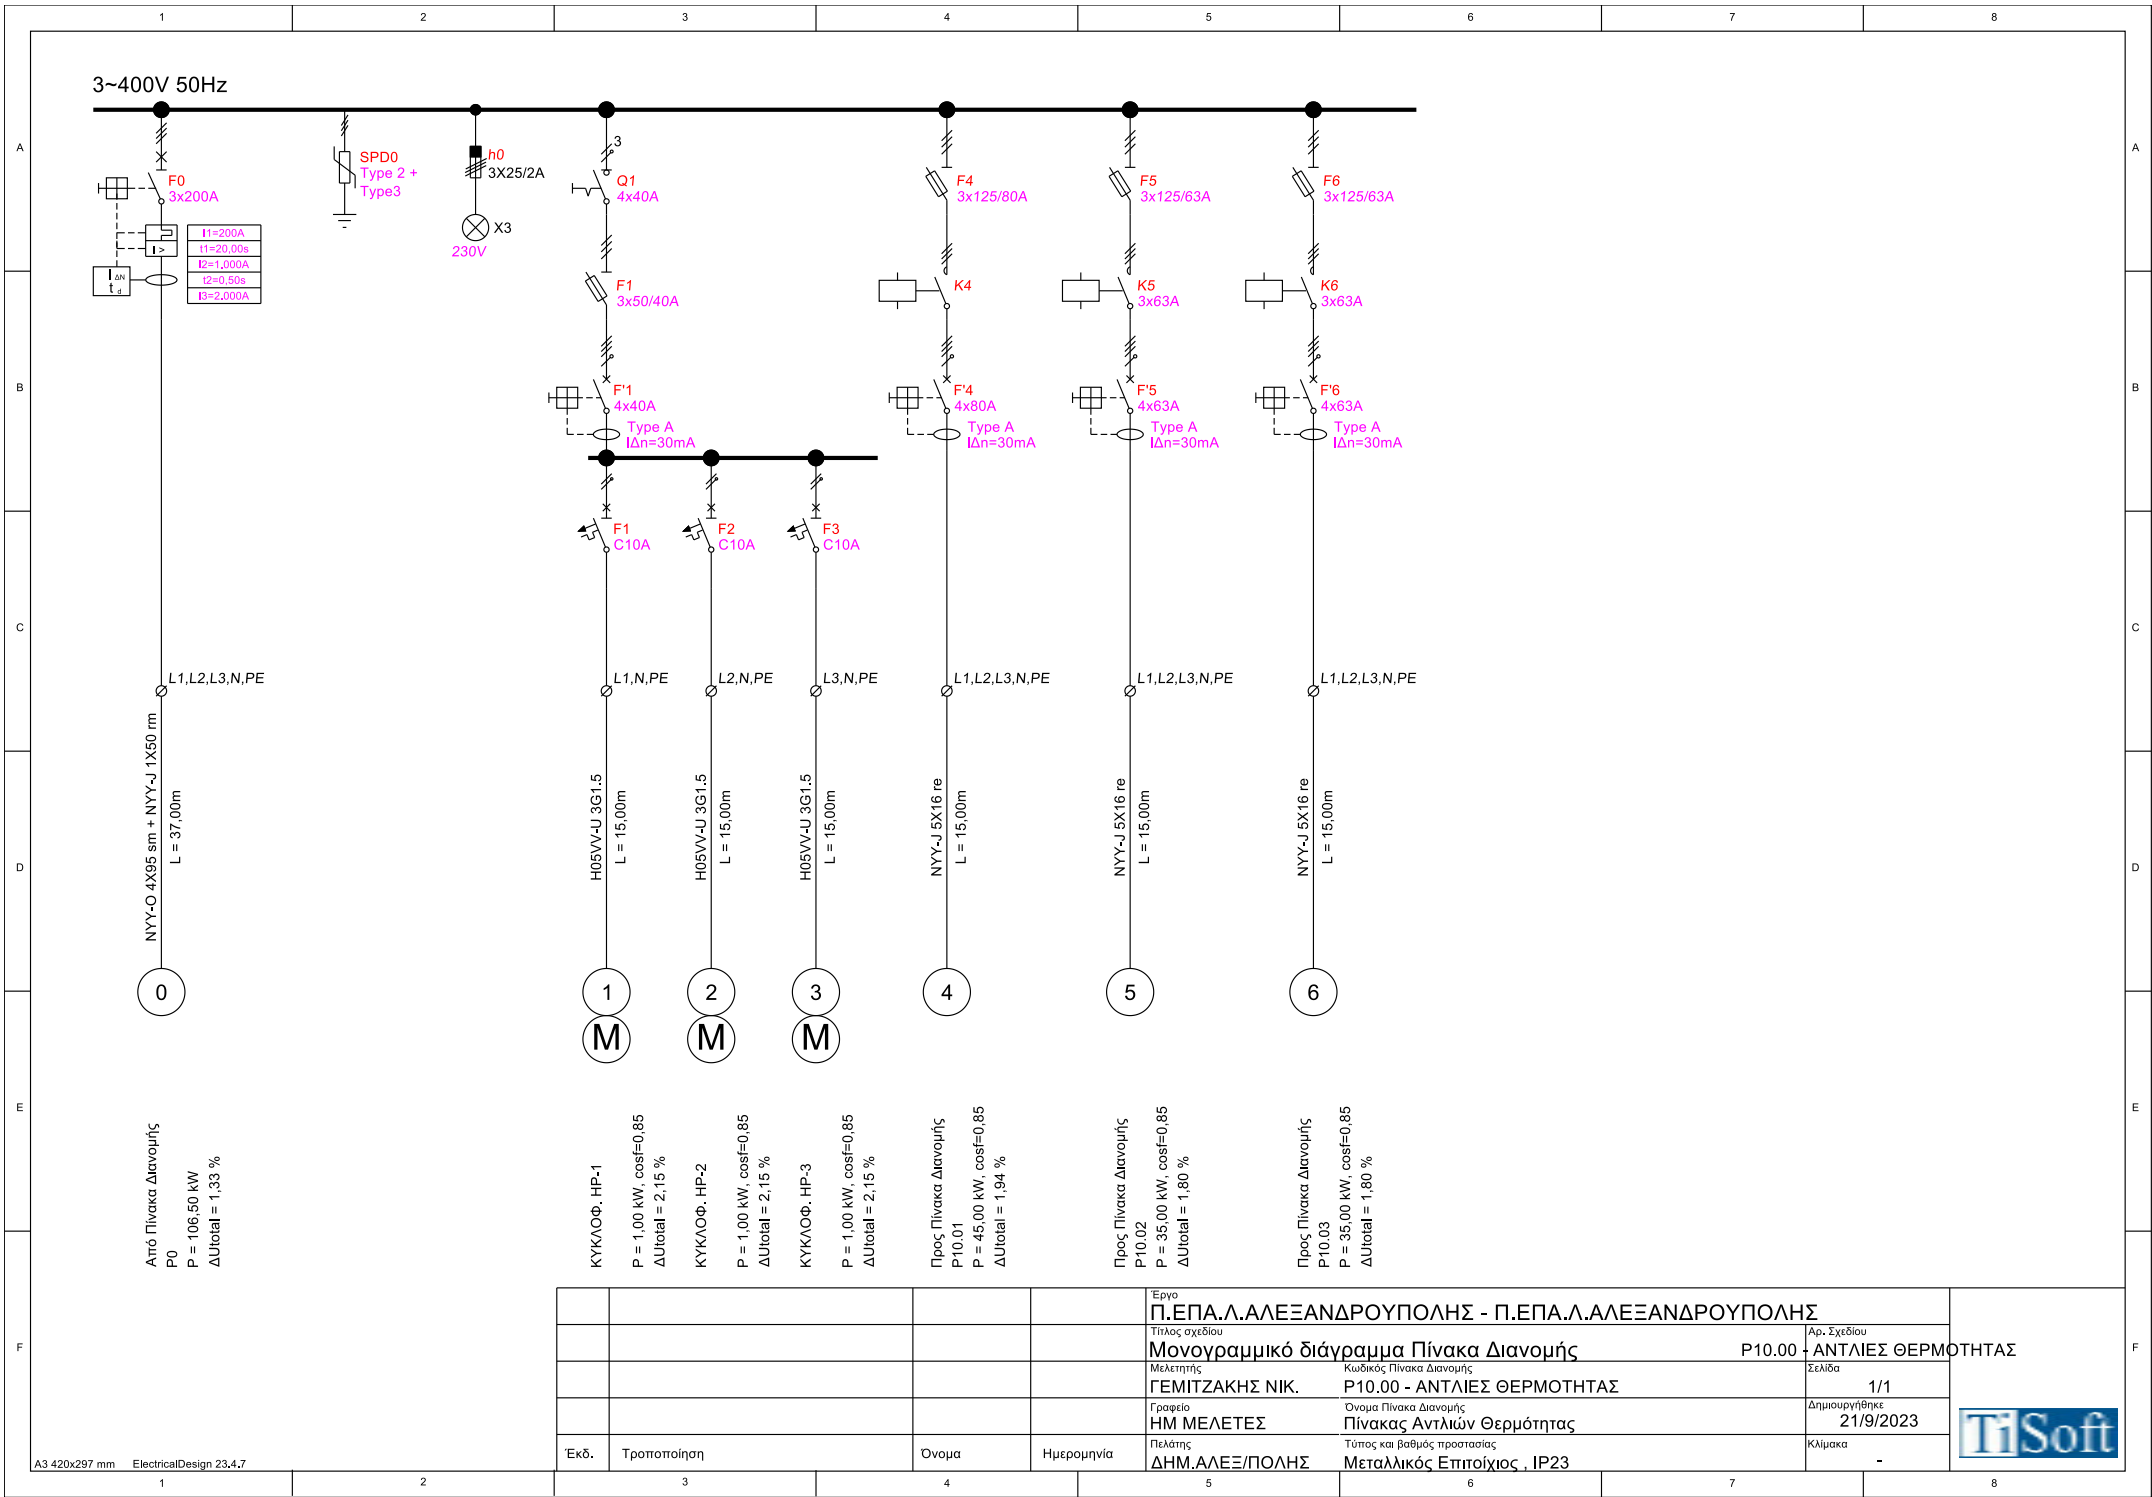 1 2 3 4 5 6 7 8
3~400V 50Hz
A
A
SPD0
Type 2 +
Type3
h0
3X25/2A
X3
230V
F0
3x200A
I1=200A
t1=20,00s
I2=1,000A
t2=0,50s
I3=2,000A
I ΔN
t d
I >
3
Q1
4x40A
F1
3x50/40A
F'1
4x40A
Type A
IΔn=30mA
F4
3x125/80A
K4
F'4
4x80A
Type A
IΔn=30mA
F5
3x125/63A
K5
3x63A
F'5
4x63A
Type A
IΔn=30mA
F6
3x125/63A
K6
3x63A
F'6
4x63A
Type A
IΔn=30mA
B
B
F1
C10A
F2
C10A
F3
C10A
C
C
L1,L2,L3,N,PE
L1,N,PE
L2,N,PE
L3,N,PE
L1,L2,L3,N,PE
L1,L2,L3,N,PE
L1,L2,L3,N,PE
NYY-O 4X95 sm + NYY-J 1X50 rm
L = 37,00m
H05VV-U 3G1.5
L = 15,00m
H05VV-U 3G1.5
L = 15,00m
H05VV-U 3G1.5
L = 15,00m
NYY-J 5X16 re
L = 15,00m
NYY-J 5X16 re
L = 15,00m
NYY-J 5X16 re
L = 15,00m
D
D
0
1
M
2
M
3
M
4
5
6
E
E
Από Πίνακα Διανομής
P0
P = 106,50 kW
ΔUtotal = 1,33 %
ΚΥΚΛΟΦ. HP-1
P = 1,00 kW, cosf=0,85
ΔUtotal = 2,15 %
ΚΥΚΛΟΦ. HP-2
P = 1,00 kW, cosf=0,85
ΔUtotal = 2,15 %
ΚΥΚΛΟΦ. HP-3
P = 1,00 kW, cosf=0,85
ΔUtotal = 2,15 %
Προς Πίνακα Διανομής
P10.01
P = 45,00 kW, cosf=0,85
ΔUtotal = 1,94 %
Προς Πίνακα Διανομής
P10.02
P = 35,00 kW, cosf=0,85
ΔUtotal = 1,80 %
Προς Πίνακα Διανομής
P10.03
P = 35,00 kW, cosf=0,85
ΔUtotal = 1,80 %
F
F
Έργο
Π.ΕΠΑ.Λ.ΑΛΕΞΑΝΔΡΟΥΠΟΛΗΣ - Π.ΕΠΑ.Λ.ΑΛΕΞΑΝΔΡΟΥΠΟΛΗΣ
Τίτλος σχεδίου
Μονογραμμικό διάγραμμα Πίνακα Διανομής
Αρ. Σχεδίου
P10.00 - ΑΝΤΛΙΕΣ ΘΕΡΜΟΤΗΤΑΣ
Μελετητής
ΓΕΜΙΤΖΑΚΗΣ ΝΙΚ.
Κωδικός Πίνακα Διανομής
P10.00 - ΑΝΤΛΙΕΣ ΘΕΡΜΟΤΗΤΑΣ
Σελίδα
1/1
Γραφείο
ΗΜ ΜΕΛΕΤΕΣ
Όνομα Πίνακα Διανομής
Πίνακας Αντλιών Θερμότητας
Δημιουργήθηκε
21/9/2023
Πελάτης
ΔΗΜ.ΑΛΕΞ/ΠΟΛΗΣ
Τύπος και βαθμός προστασίας
Μεταλλικός Επιτοίχιος , IP23
Κλίμακα
-
TiSoft
Έκδ. Τροποποίηση Όνομα Ημερομηνία
A3 420x297 mm ElectricalDesign 23.4.7
1 2 3 4 5 6 7 8